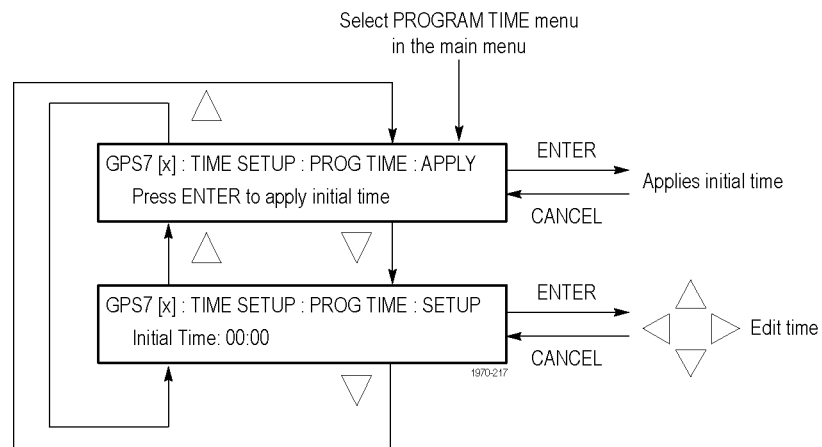 Select PROGRAM TIME menu
in the main menu
GPS7 [x] : TIME SETUP : PROG TIME : APPLY
Press ENTER to apply initial time
ENTER
CANCEL
Applies initial time
GPS7 [x] : TIME SETUP : PROG TIME : SETUP
Initial Time: 00:00
ENTER
CANCEL
Edit time
1970-217